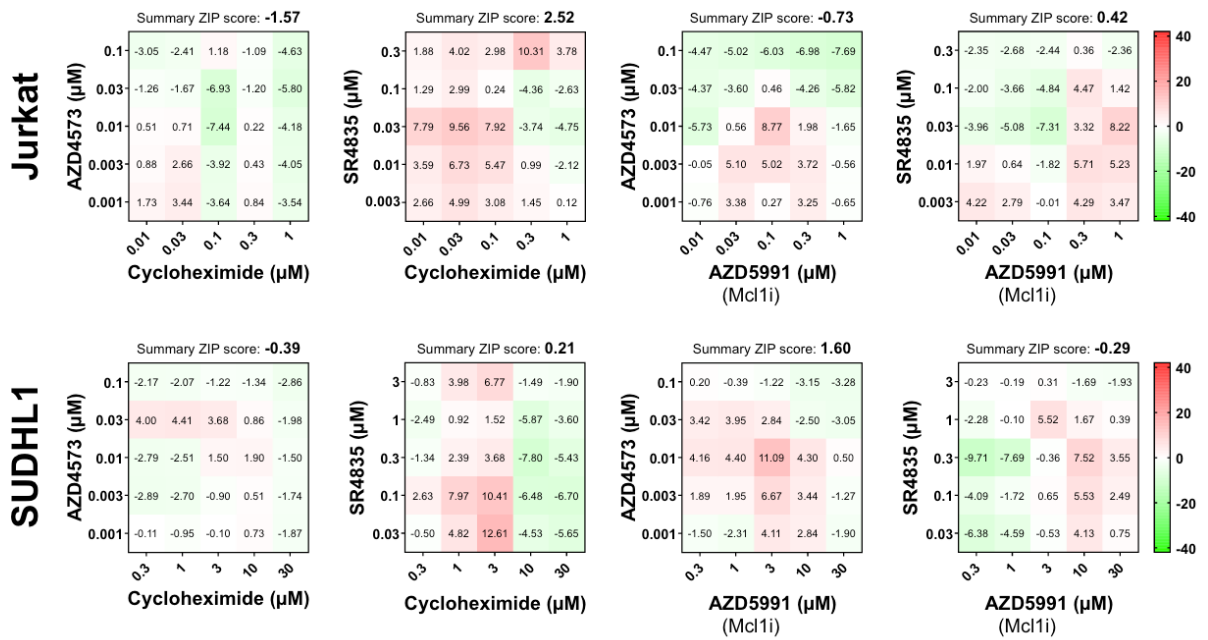 Jurkat
Summary ZIP score: -1.57
AZD4573 (µM)
0.1 -3.05 -2.41 1.18 -1.09 -4.63
0.03 -1.26 -1.67 -6.93 -1.20 -5.80
0.01 0.51 0.71 -7.44 0.22 -4.18
0.003 0.88 2.66 -3.92 0.43 -4.05
0.001 1.73 3.44 -3.64 0.84 -3.54
0.01 0.03 0.1 0.3 1
Cycloheximide (µM)
Summary ZIP score: 2.52
SR4835 (µM)
0.3 1.88 4.02 2.98 10.31 3.78
0.1 1.29 2.99 0.24 -4.36 -2.63
0.03 7.79 9.56 7.92 -3.74 -4.75
0.01 3.59 6.73 5.47 0.99 -2.12
0.003 2.66 4.99 3.08 1.45 0.12
0.01 0.03 0.1 0.3 1
Cycloheximide (µM)
Summary ZIP score: -0.73
AZD4573 (µM)
0.1 -4.47 -5.02 -6.03 -6.98 -7.69
0.03 -4.37 -3.60 0.46 -4.26 -5.82
0.01 -5.73 0.56 8.77 1.98 -1.65
0.003 -0.05 5.10 5.02 3.72 -0.56
0.001 -0.76 3.38 0.27 3.25 -0.65
0.01 0.03 0.1 0.3 1
AZD5991 (µM)
(Mcl1i)
Summary ZIP score: 0.42
SR4835 (µM)
0.3 -2.35 -2.68 -2.44 0.36 -2.36
0.1 -2.00 -3.66 -4.84 4.47 1.42
0.03 -3.96 -5.08 -7.31 3.32 8.22
0.01 1.97 0.64 -1.82 5.71 5.23
0.003 4.22 2.79 -0.01 4.29 3.47
0.01 0.03 0.1 0.3 1
AZD5991 (µM)
(Mcl1i)
40
20
0
-20
-40
SUDHL1
Summary ZIP score: -0.39
AZD4573 (µM)
0.1 -2.17 -2.07 -1.22 -1.34 -2.86
0.03 4.00 4.41 3.68 0.86 -1.98
0.01 -2.79 -2.51 1.50 1.90 -1.50
0.003 -2.89 -2.70 -0.90 0.51 -1.74
0.001 -0.11 -0.95 -0.10 0.73 -1.87
0.3 1 3 10 30
Cycloheximide (µM)
Summary ZIP score: 0.21
SR4835 (µM)
3 -0.83 3.98 6.77 -1.49 -1.90
1 -2.49 0.92 1.52 -5.87 -3.60
0.3 -1.34 2.39 3.68 -7.80 -5.43
0.1 2.63 7.97 10.41 -6.48 -6.70
0.03 -0.50 4.82 12.61 -4.53 -5.65
0.3 1 3 10 30
Cycloheximide (µM)
Summary ZIP score: 1.60
AZD4573 (µM)
0.1 0.20 -0.39 -1.22 -3.15 -3.28
0.03 3.42 3.95 2.84 -2.50 -3.05
0.01 4.16 4.40 11.09 4.30 0.50
0.003 1.89 1.95 6.67 3.44 -1.27
0.001 -1.50 -2.31 4.11 2.84 -1.90
0.3 1 3 10 30
AZD5991 (µM)
(Mcl1i)
Summary ZIP score: -0.29
SR4835 (µM)
3 -0.23 -0.19 0.31 -1.69 -1.93
1 -2.28 -0.10 5.52 1.67 0.39
0.3 -9.71 -7.69 -0.36 7.52 3.55
0.1 -4.09 -1.72 0.65 5.53 2.49
0.03 -6.38 -4.59 -0.53 4.13 0.75
0.3 1 3 10 30
AZD5991 (µM)
(Mcl1i)
40
20
0
-20
-40